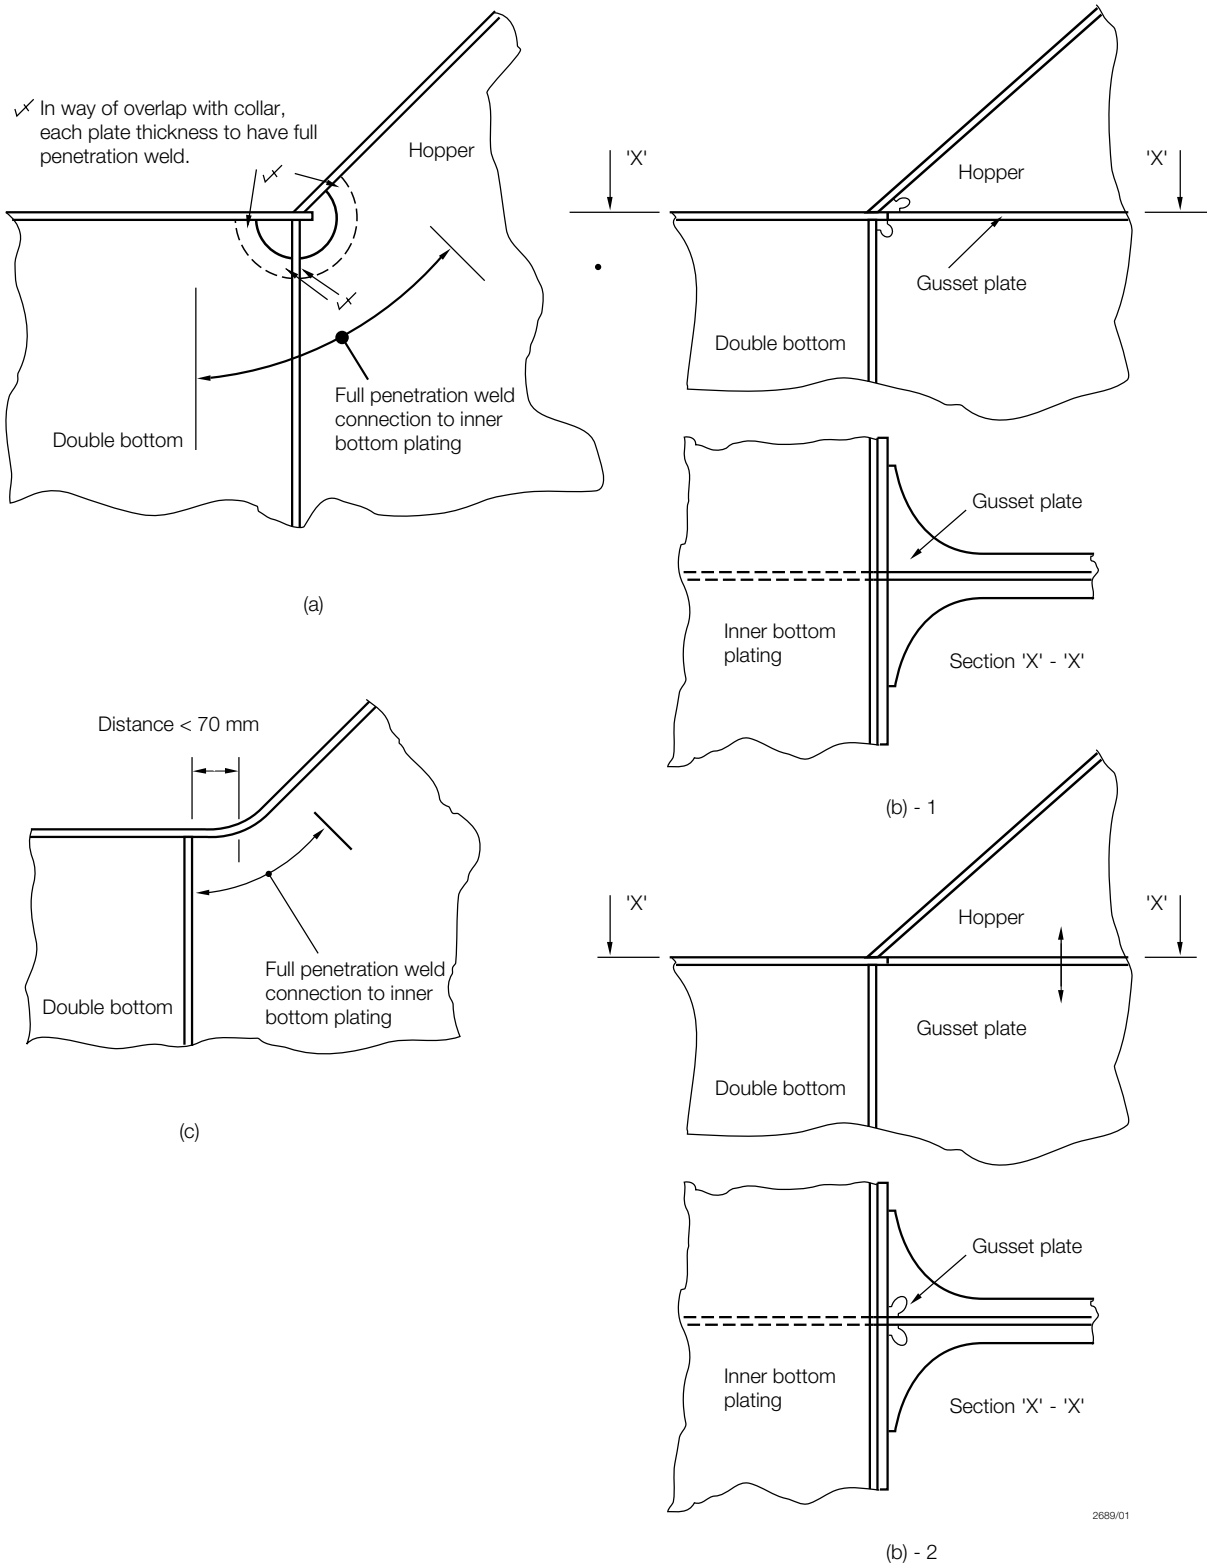 In way of overlap with collar,
each plate thickness to have full
penetration weld.
Hopper
Full penetration weld
connection to inner
bottom plating
Double bottom
(a)
'X'
'X'
Hopper
Gusset plate
Double bottom
Gusset plate
Inner bottom
plating
Section 'X' - 'X'
(b) - 1
Distance < 70 mm
Full penetration weld
connection to inner
bottom plating
Double bottom
(c)
'X'
'X'
Hopper
Gusset plate
Double bottom
Gusset plate
Inner bottom
plating
Section 'X' - 'X'
2689/01
(b) - 2